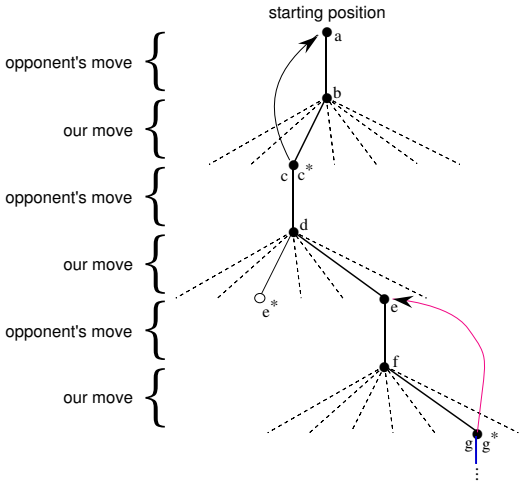 starting position
a
opponent's move
b
our move
c c*
opponent's move
d
our move
e* e
opponent's move
f
our move
g g*